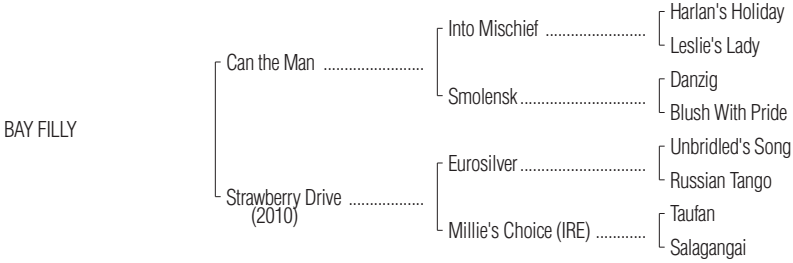 Harlan's Holiday
Into Mischief ........................
Leslie's Lady
Can the Man ........................
Danzig
Smolensk..............................
Blush With Pride
BAY FILLY
Unbridled's Song
Eurosilver..............................
Russian Tango
Strawberry Drive ..................
(2010)
Taufan
Millie's Choice (IRE) ............
Salagangai